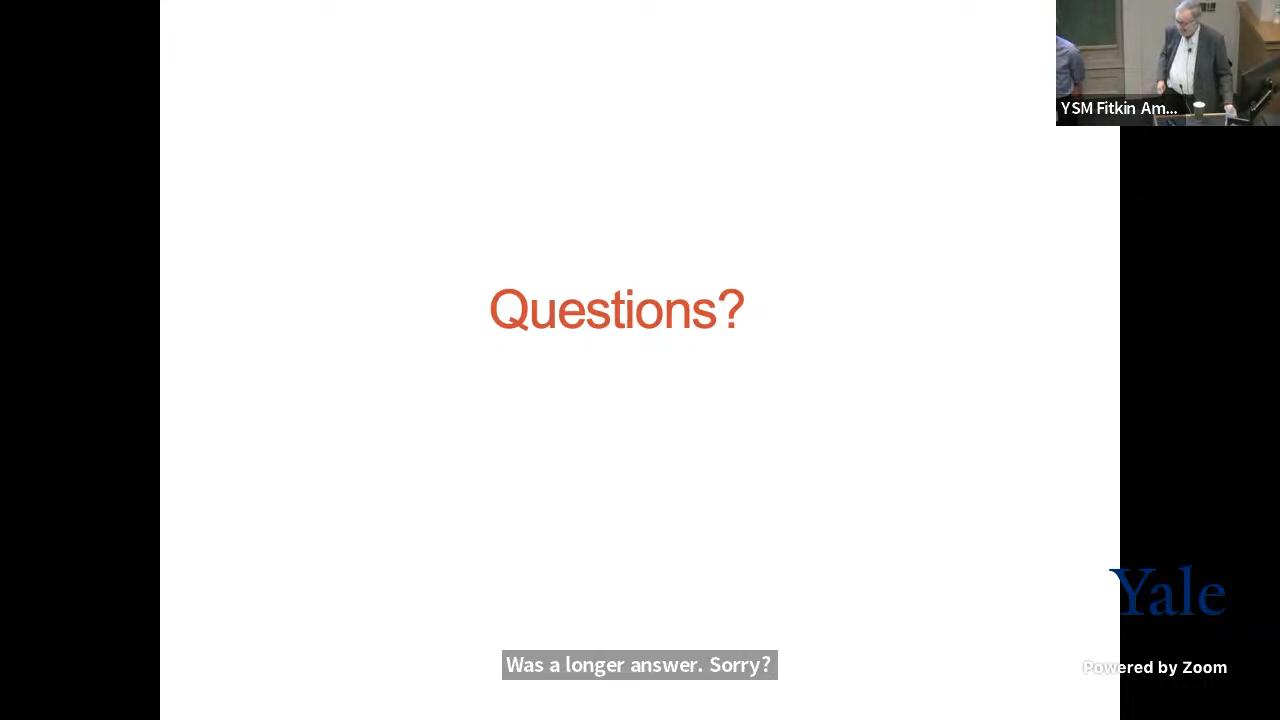 YSM Fitkin Am...
Questions?
Yale
Was a longer answer. Sorry?
Powered by Zoom